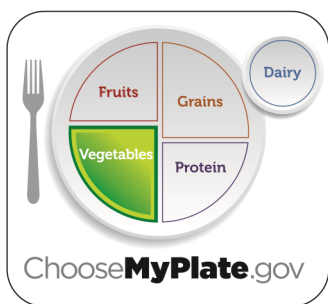 Fruits
Grains
Dairy
Vegetables
Protein
ChooseMyPlate.gov